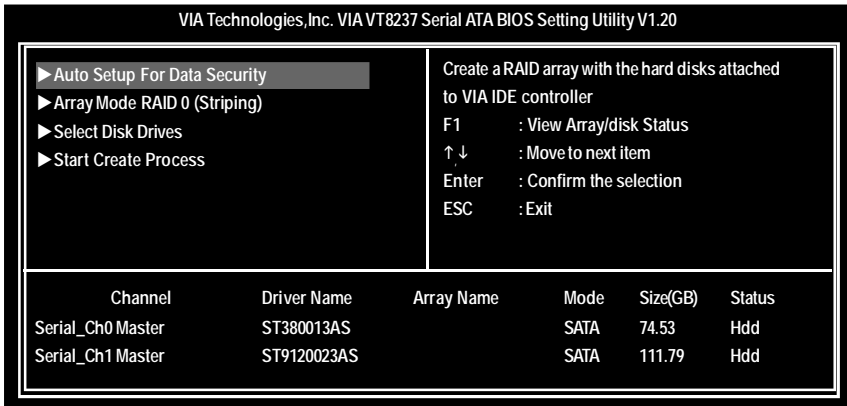 VIA Technologies,Inc. VIA VT8237 Serial ATA BIOS Setting Utility V1.20
▶Auto Setup For Data Security
▶Array Mode RAID 0 (Striping)
▶Select Disk Drives
▶Start Create Process
Create a RAID array with the hard disks attached
to VIA IDE controller
F1 : View Array/disk Status
↑,↓ : Move to next item
Enter : Confirm the selection
ESC : Exit
Channel Driver Name Array Name Mode Size(GB) Status
Serial_Ch0 Master ST380013AS SATA 74.53 Hdd
Serial_Ch1 Master ST9120023AS SATA 111.79 Hdd